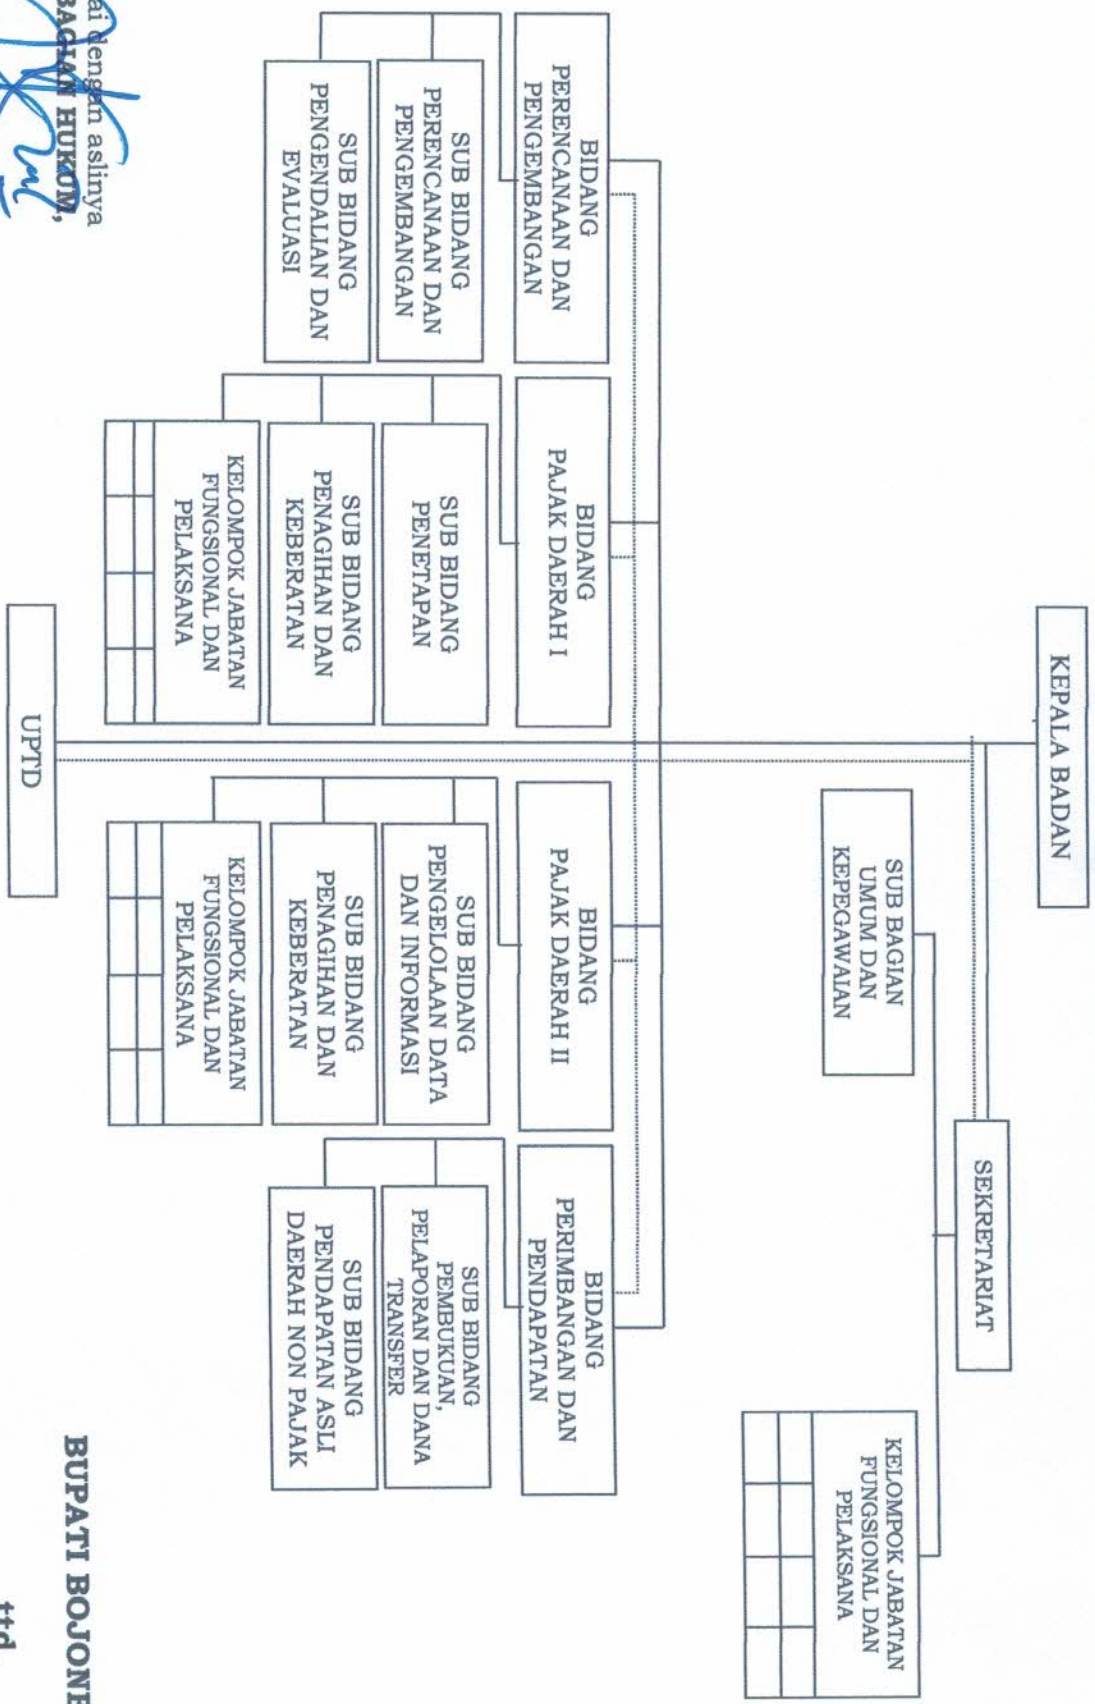 KEPALA BADAN
SEKRETARIAT
SUB BAGIAN
UMUM DAN
KEPEGAWAIAN
KELOMPOK JABATAN
FUNGSIONAL DAN
PELAKSANA
BIDANG
PERENCANAAN DAN
PENGEMBANGAN
SUB BIDANG
PERENCANAAN DAN
PENGEMBANGAN
SUB BIDANG
PENGENDALIAN DAN
EVALUASI
BIDANG
PAJAK DAERAH I
SUB BIDANG
PENETAPAN
SUB BIDANG
PENAGIHAN DAN
KEBERATAN
KELOMPOK JABATAN
FUNGSIONAL DAN
PELAKSANA
BIDANG
PAJAK DAERAH II
SUB BIDANG
PENGELOLAAN DATA
DAN INFORMASI
SUB BIDANG
PENAGIHAN DAN
KEBERATAN
KELOMPOK JABATAN
FUNGSIONAL DAN
PELAKSANA
BIDANG
PERIMBANGAN DAN
PENDAPATAN
SUB BIDANG
PEMBUKUAN,
PELAPORAN DAN DANA
TRANSFER
SUB BIDANG
PENDAPATAN ASLI
DAERAH NON PAJAK
UPTD
BUPATI BOJONE
ttd
ai dengan aslinya
BAGIAN HUKUM,